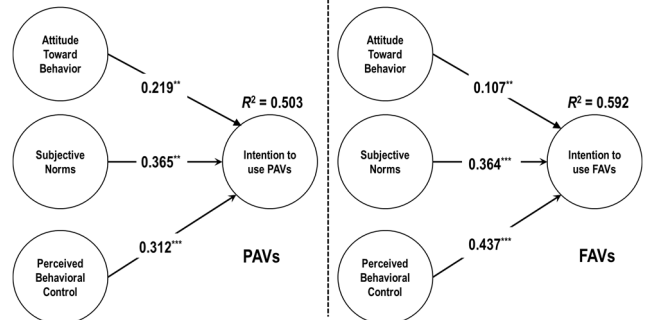 Attitude
Toward
Behavior
0.219**
R² = 0.503
Subjective
Norms
0.365**
Intention to
use PAVs
0.312***
Perceived
Behavioral
Control
PAVs
Attitude
Toward
Behavior
0.107**
R² = 0.592
Subjective
Norms
0.364***
Intention to
use FAVs
0.437***
Perceived
Behavioral
Control
FAVs